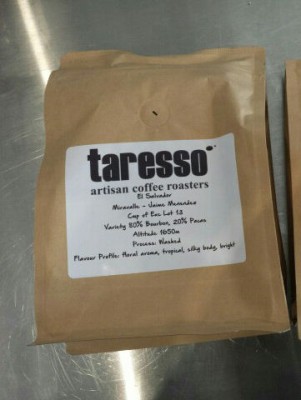 taresso
artisan coffee roasters
El Salvador
Miravalle - Jaime Menendez
Cup of Exc Lot 13
Variety 80% Bourbon, 20% Pacas
Altitude 1650m
Process: Washed
Flavour Profile: floral aroma, tropical, silky body, bright